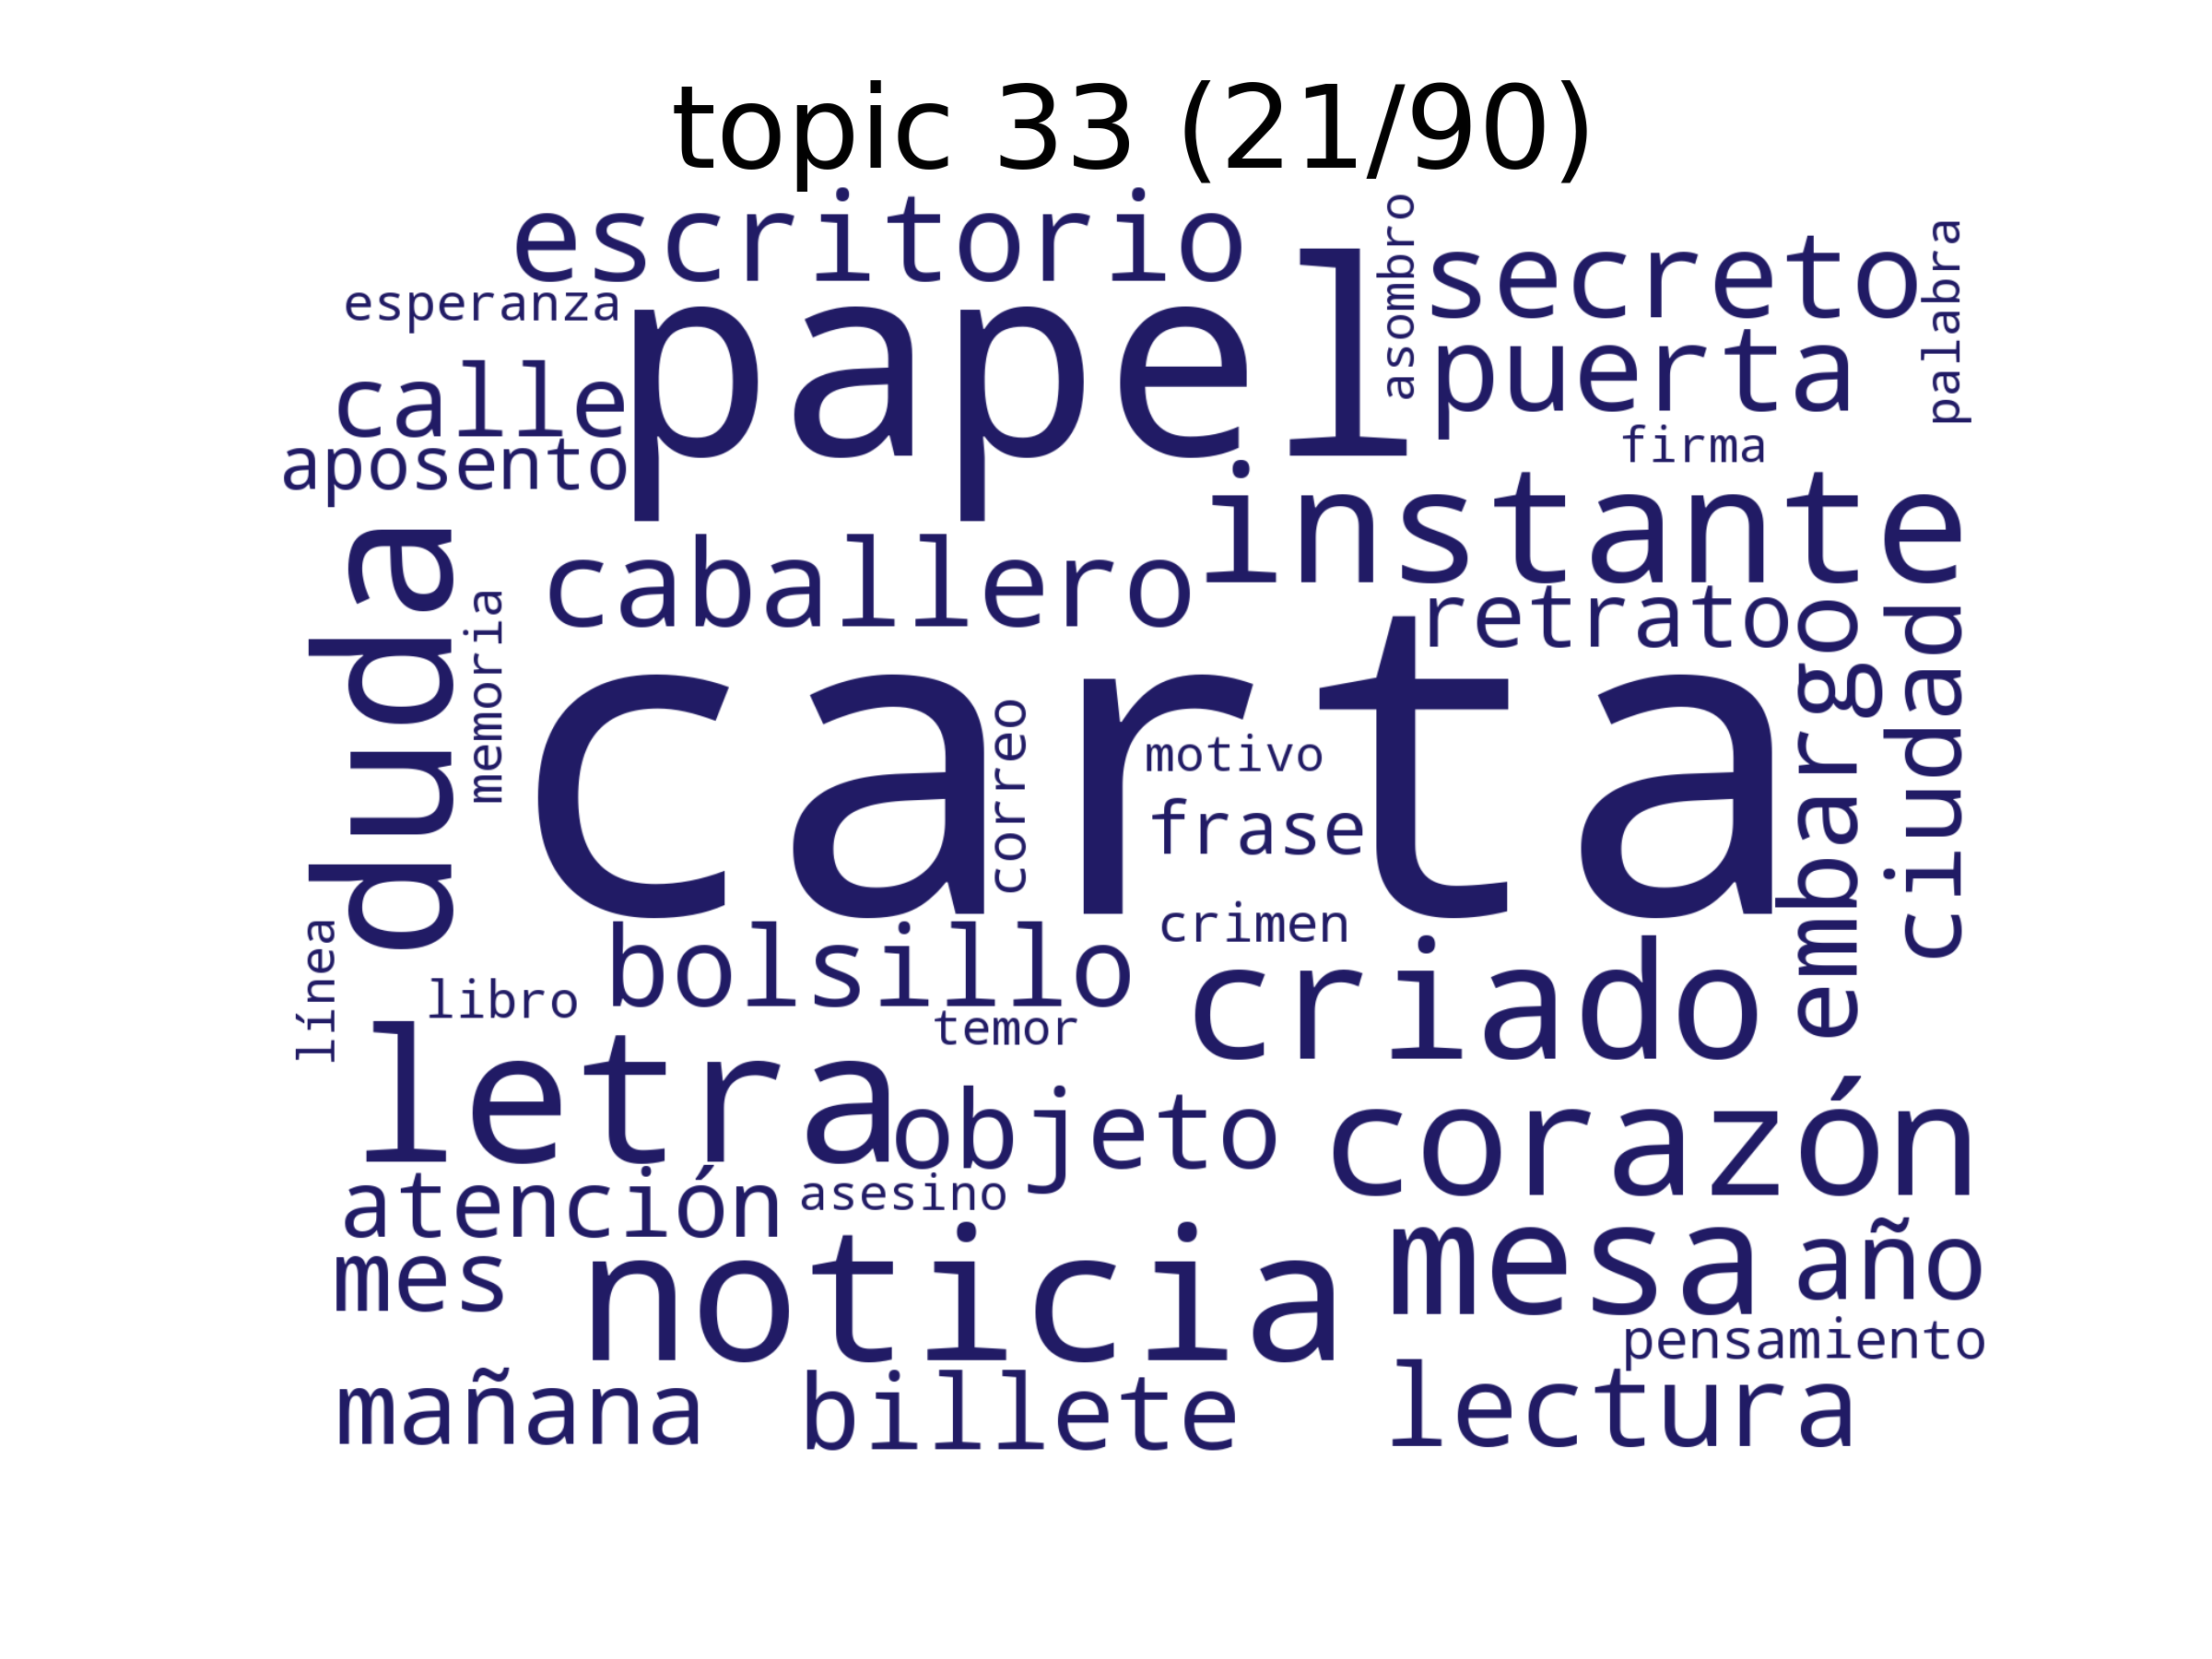 topic 33 (21/90)
escritorio
asombro
secreto
palabra
esperanza
papel
puerta
calle
firma
aposento
instante
duda
caballero
retrato
memoria
carta
embargo
ciudad
correo
motivo
frase
crimen
línea
bolsillo
criado
libro
temor
letra
objeto
corazón
atención
asesino
mes
noticia
mesa
año
pensamiento
mañana
billete
lectura